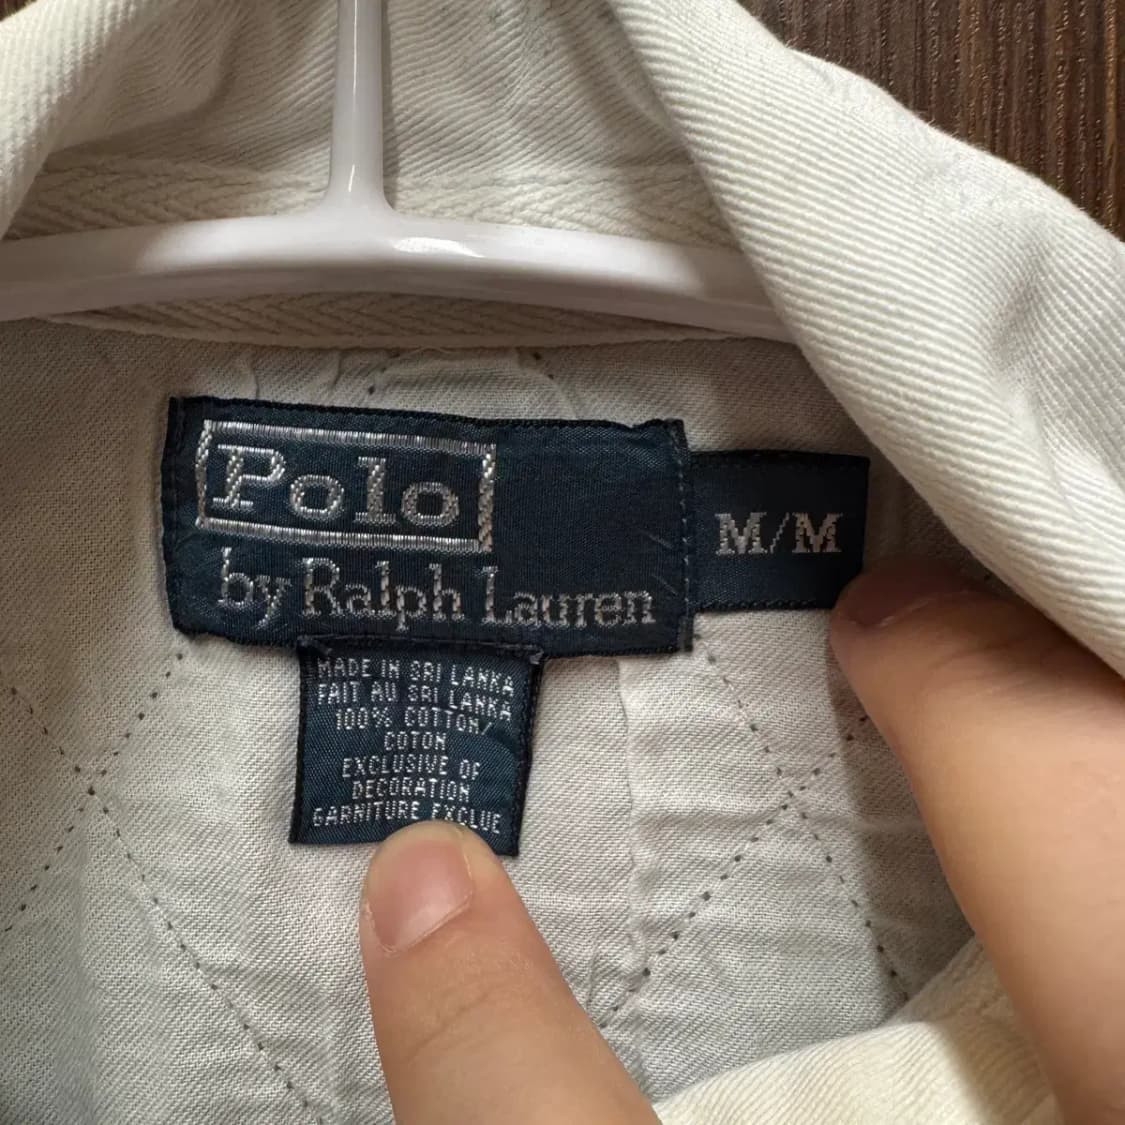 Polo
by Ralph Lauren
M/M
MADE IN SRI LANKA
FAIT AU SRI LANKA
100% COTTON/
COTON
EXCLUSIVE OF
DECORATION
GARNITURE EXCLUE